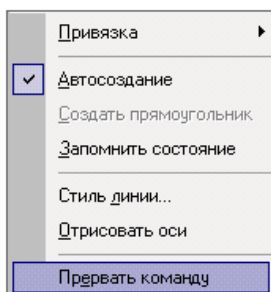 Привязка
Автосоздание
Создать прямоугольник
Запомнить состояние
Стиль линии...
Отрисовать оси
Прервать команду